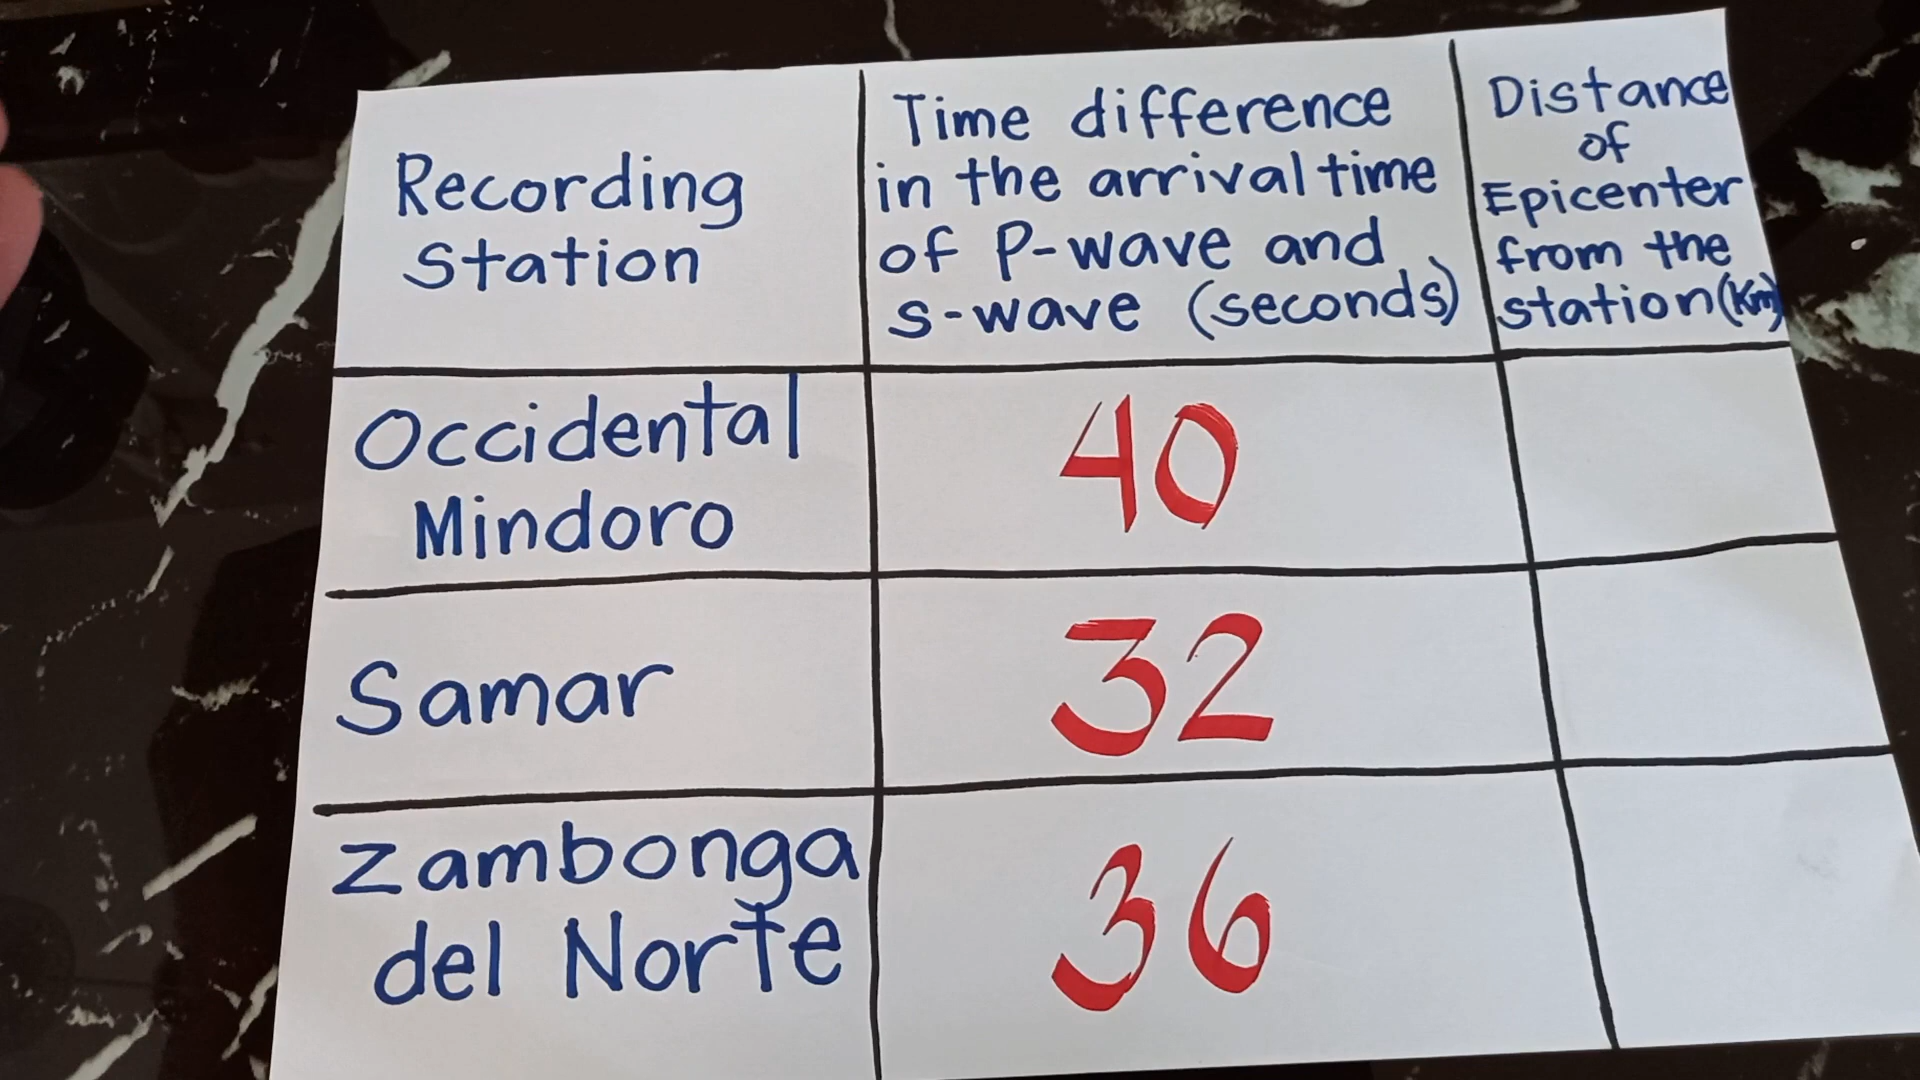 Recording
Station
Time difference
in the arrival time
of P-wave and
s-wave (seconds)
Distance
of
Epicenter
from the
station (Km)
Occidental
Mindoro
40
Samar
32
Zambonga
del Norte
36